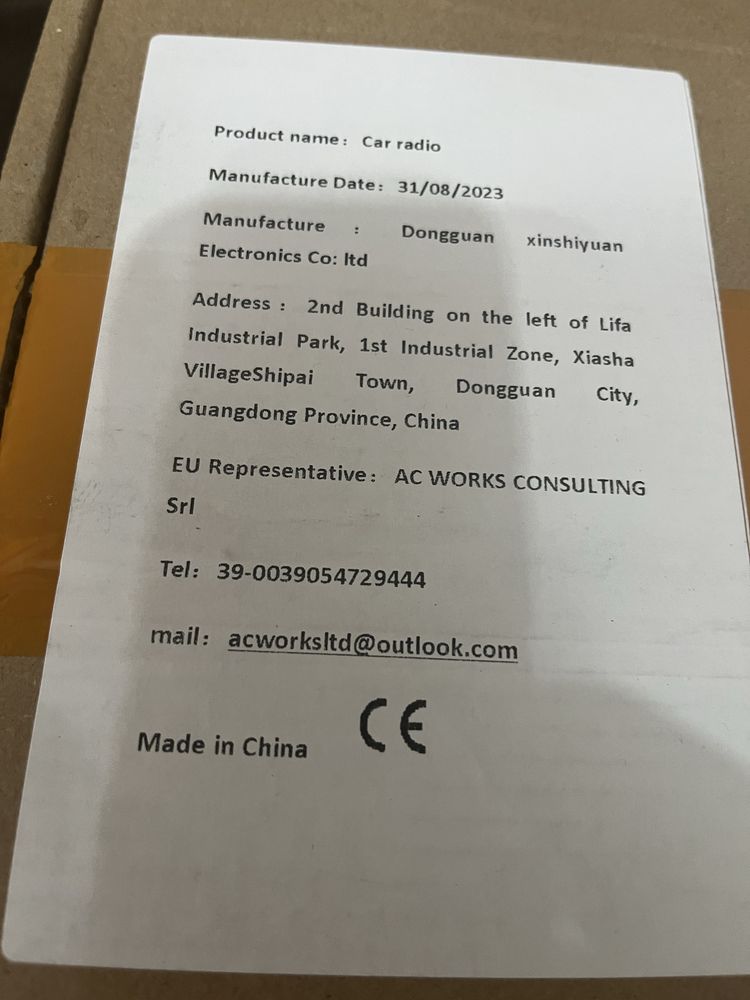 Product name： Car radio
Manufacture Date： 31/08/2023
Manufacture ： Dongguan xinshiyuan
Electronics Co: ltd
Address： 2nd Building on the left of Lifa
Industrial Park, 1st Industrial Zone, Xiasha
VillageShipai Town, Dongguan City,
Guangdong Province, China
EU Representative： AC WORKS CONSULTING
Srl
Tel： 39-0039054729444
mail： acworksltd@outlook.com
Made in China CE